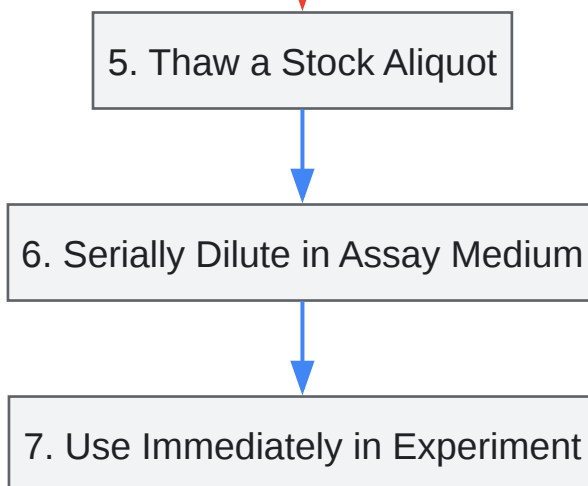 5. Thaw a Stock Aliquot
6. Serially Dilute in Assay Medium
7. Use Immediately in Experiment